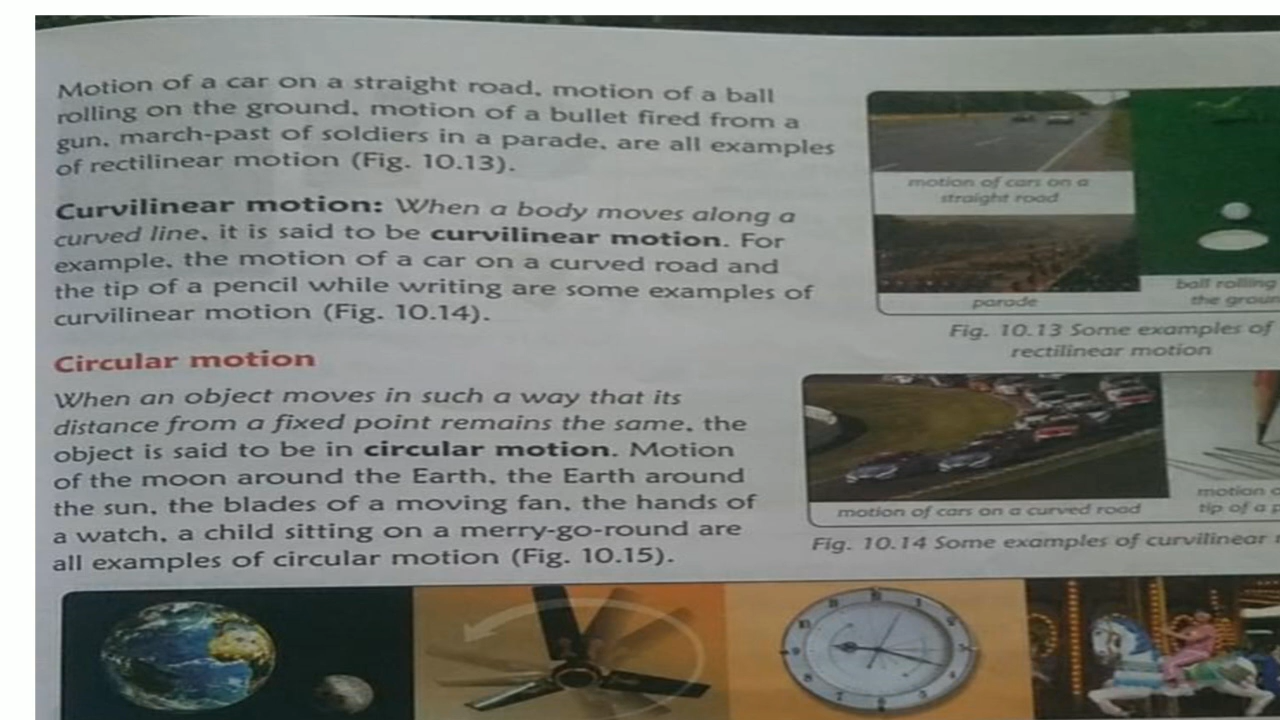 Motion of a car on a straight road, motion of a ball
rolling on the ground, motion of a bullet fired from a
gun, march-past of soldiers in a parade, are all examples
of rectilinear motion (Fig. 10.13).
Curvilinear motion: When a body moves along a
curved line, it is said to be curvilinear motion. For
example, the motion of a car on a curved road and
the tip of a pencil while writing are some examples of
curvilinear motion (Fig. 10.14).
Circular motion
When an object moves in such a way that its
distance from a fixed point remains the same, the
object is said to be in circular motion. Motion
of the moon around the Earth, the Earth around
the sun, the blades of a moving fan, the hands of
a watch, a child sitting on a merry-go-round are
all examples of circular motion (Fig. 10.15).
motion of cars on a
straight road
parade
ball rolling
the
Fig. 10.13 Some examples of
rectilinear motion
motion of cars on a curved road
motion
tip of a
Fig. 10.14 Some examples of curvilinear